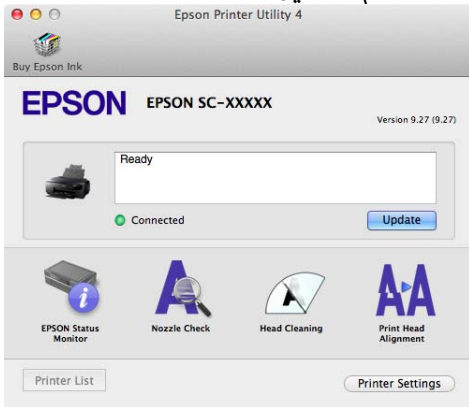 Epson Printer Utility 4
Buy Epson Ink
EPSON EPSON SC-XXXXX
Version 9.27 (9.27)
Ready
Connected
Update
EPSON Status
Monitor
Nozzle Check
Head Cleaning
Print Head
Alignment
Printer List
Printer Settings